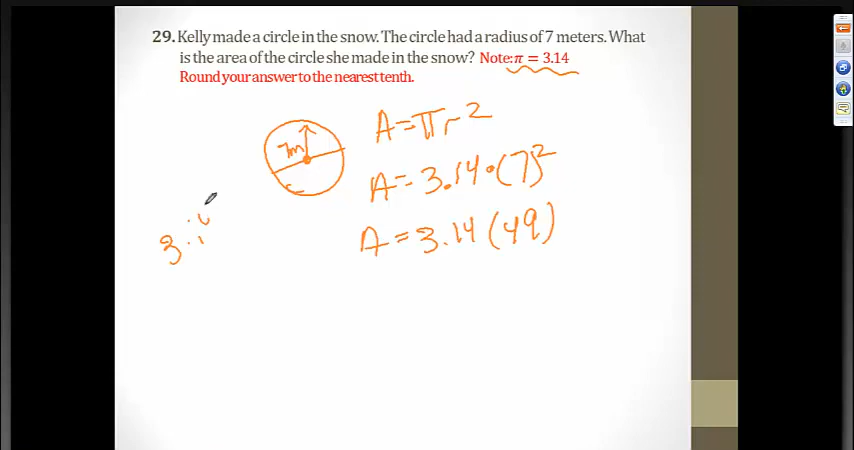 29. Kelly made a circle in the snow. The circle had a radius of 7 meters. What
is the area of the circle she made in the snow? Note: π = 3.14
Round your answer to the nearest tenth.
A = πr²
7m
A = 3.14 • (7)²
A = 3.14 (49)
3.